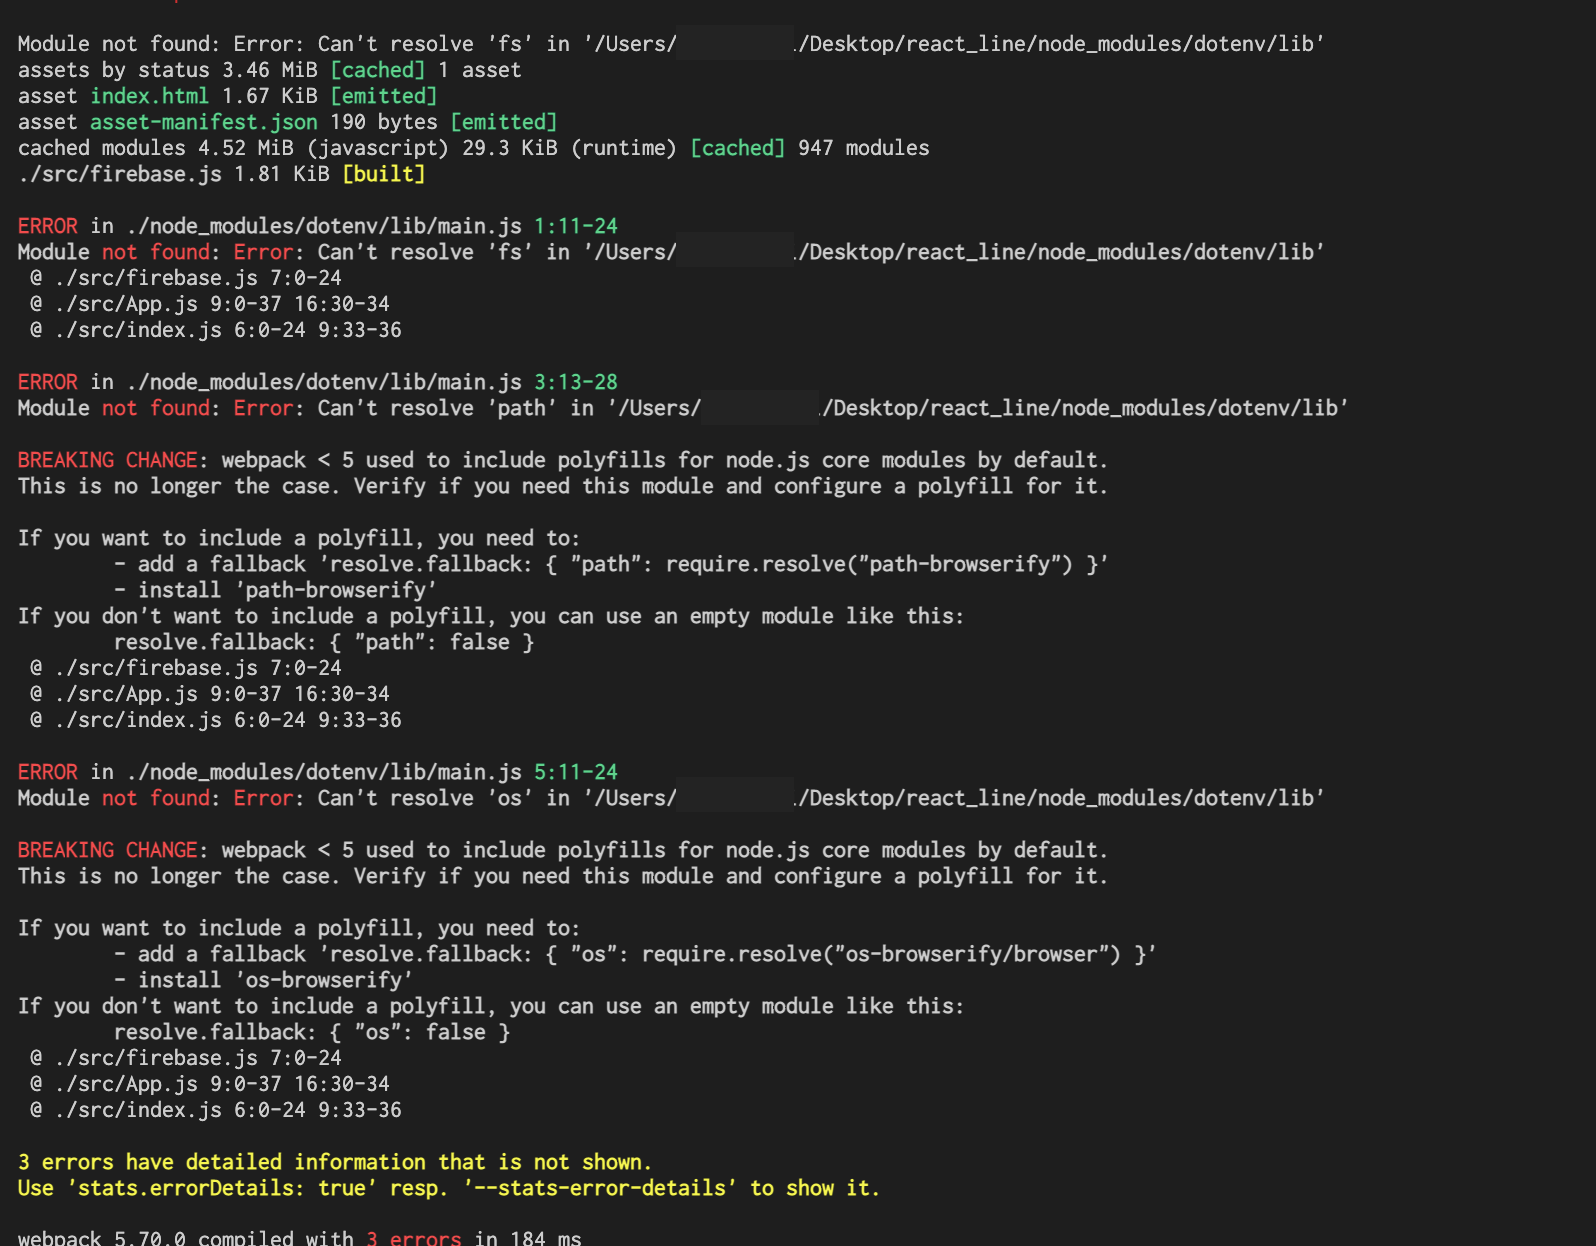 Module not found: Error: Can't resolve 'fs' in '/Users/ ./Desktop/react_line/node_modules/dotenv/lib'
assets by status 3.46 MiB [cached] 1 asset
asset index.html 1.67 KiB [emitted]
asset asset-manifest.json 190 bytes [emitted]
cached modules 4.52 MiB (javascript) 29.3 KiB (runtime) [cached] 947 modules
./src/firebase.js 1.81 KiB [built]
ERROR in ./node_modules/dotenv/lib/main.js 1:11-24
Module not found: Error: Can't resolve 'fs' in '/Users/ ./Desktop/react_line/node_modules/dotenv/lib'
@ ./src/firebase.js 7:0-24
@ ./src/App.js 9:0-37 16:30-34
@ ./src/index.js 6:0-24 9:33-36
ERROR in ./node_modules/dotenv/lib/main.js 3:13-28
Module not found: Error: Can't resolve 'path' in '/Users/ ./Desktop/react_line/node_modules/dotenv/lib'
BREAKING CHANGE: webpack < 5 used to include polyfills for node.js core modules by default.
This is no longer the case. Verify if you need this module and configure a polyfill for it.
If you want to include a polyfill, you need to:
- add a fallback 'resolve.fallback: { "path": require.resolve("path-browserify") }'
- install 'path-browserify'
If you don't want to include a polyfill, you can use an empty module like this:
resolve.fallback: { "path": false }
@ ./src/firebase.js 7:0-24
@ ./src/App.js 9:0-37 16:30-34
@ ./src/index.js 6:0-24 9:33-36
ERROR in ./node_modules/dotenv/lib/main.js 5:11-24
Module not found: Error: Can't resolve 'os' in '/Users/ ./Desktop/react_line/node_modules/dotenv/lib'
BREAKING CHANGE: webpack < 5 used to include polyfills for node.js core modules by default.
This is no longer the case. Verify if you need this module and configure a polyfill for it.
If you want to include a polyfill, you need to:
- add a fallback 'resolve.fallback: { "os": require.resolve("os-browserify/browser") }'
- install 'os-browserify'
If you don't want to include a polyfill, you can use an empty module like this:
resolve.fallback: { "os": false }
@ ./src/firebase.js 7:0-24
@ ./src/App.js 9:0-37 16:30-34
@ ./src/index.js 6:0-24 9:33-36
3 errors have detailed information that is not shown.
Use 'stats.errorDetails: true' resp. '--stats-error-details' to show it.
webpack 5.70.0 compiled with 3 errors in 184 ms